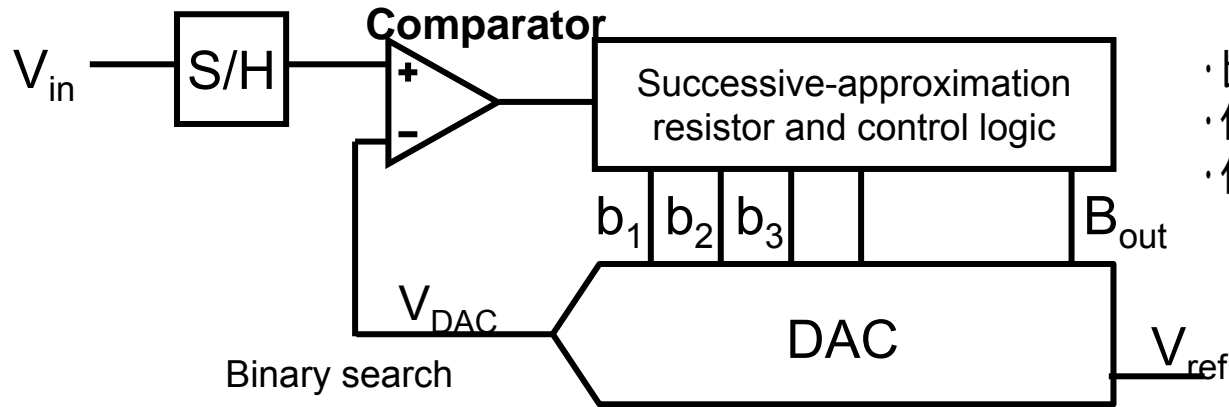 Comparator
V_in
S/H
+
−
Successive-approximation
resistor and control logic
b_1 b_2 b_3 B_out
V_DAC
DAC
V_ref
Binary search